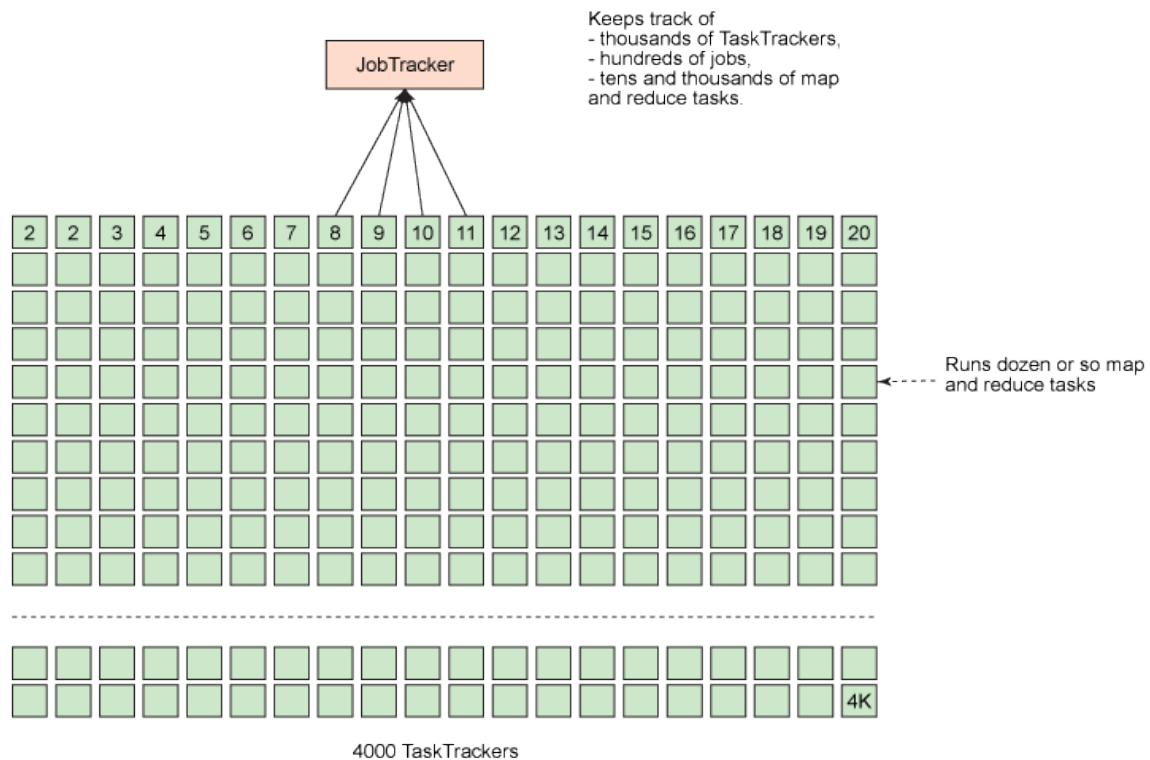 Keeps track of
- thousands of TaskTrackers,
- hundreds of jobs,
- tens and thousands of map
and reduce tasks.
JobTracker
2 2 3 4 5 6 7 8 9 10 11 12 13 14 15 16 17 18 19 20
Runs dozen or so map
and reduce tasks
4K
4000 TaskTrackers